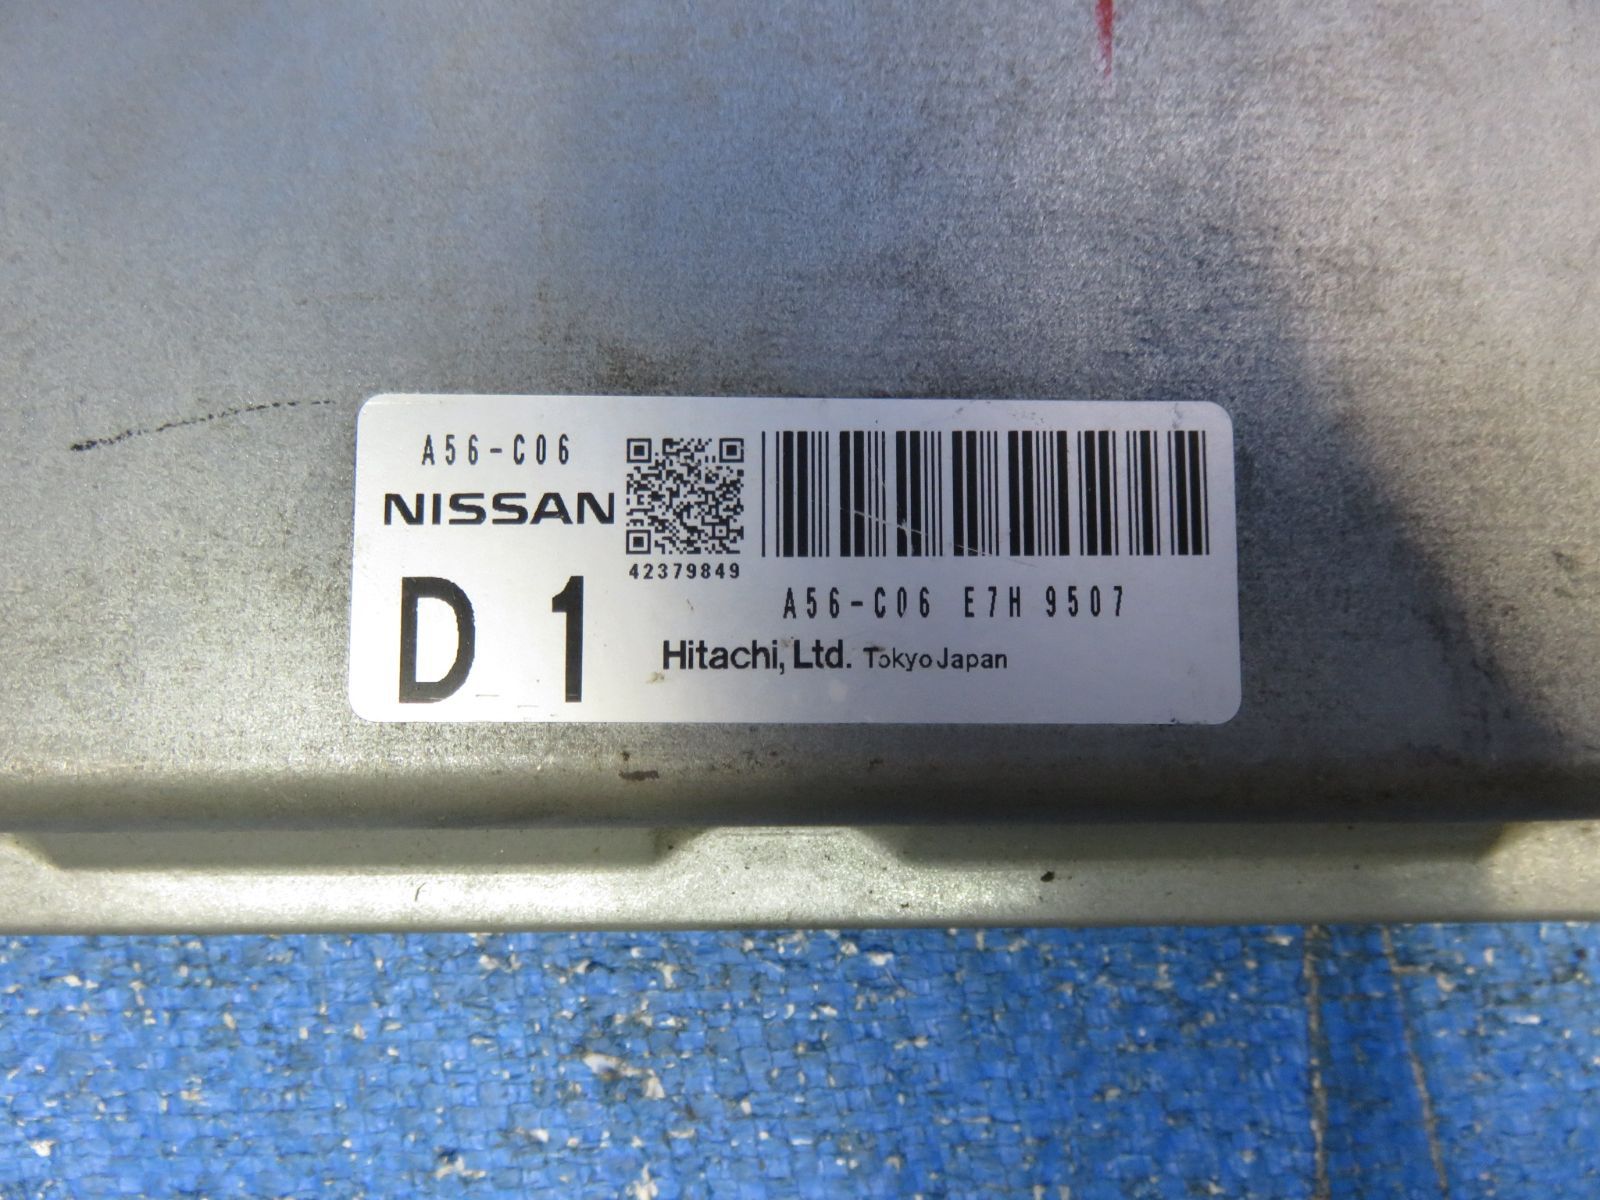 A56-C06
NISSAN
42379849
D 1
A56-C06 E7H 9507
Hitachi, Ltd. Tokyo Japan